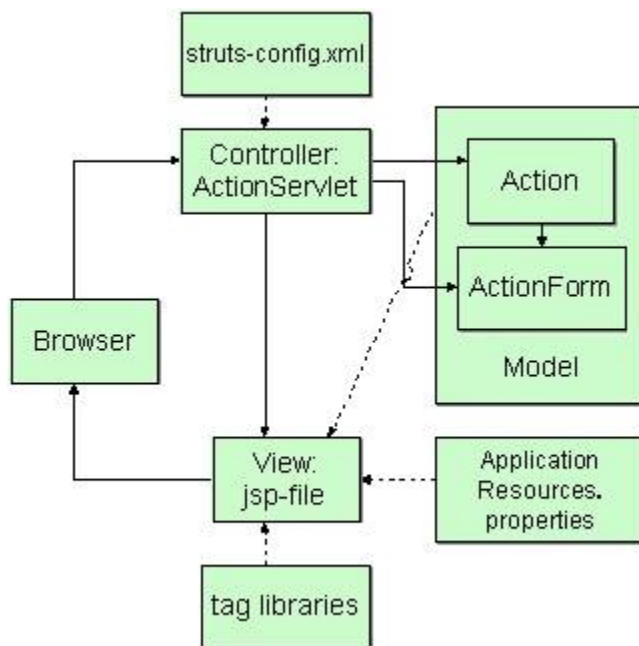 struts-config.xml
Controller:
ActionServlet
Action
ActionForm
Model
Browser
View:
jsp-file
Application
Resources.
properties
tag libraries